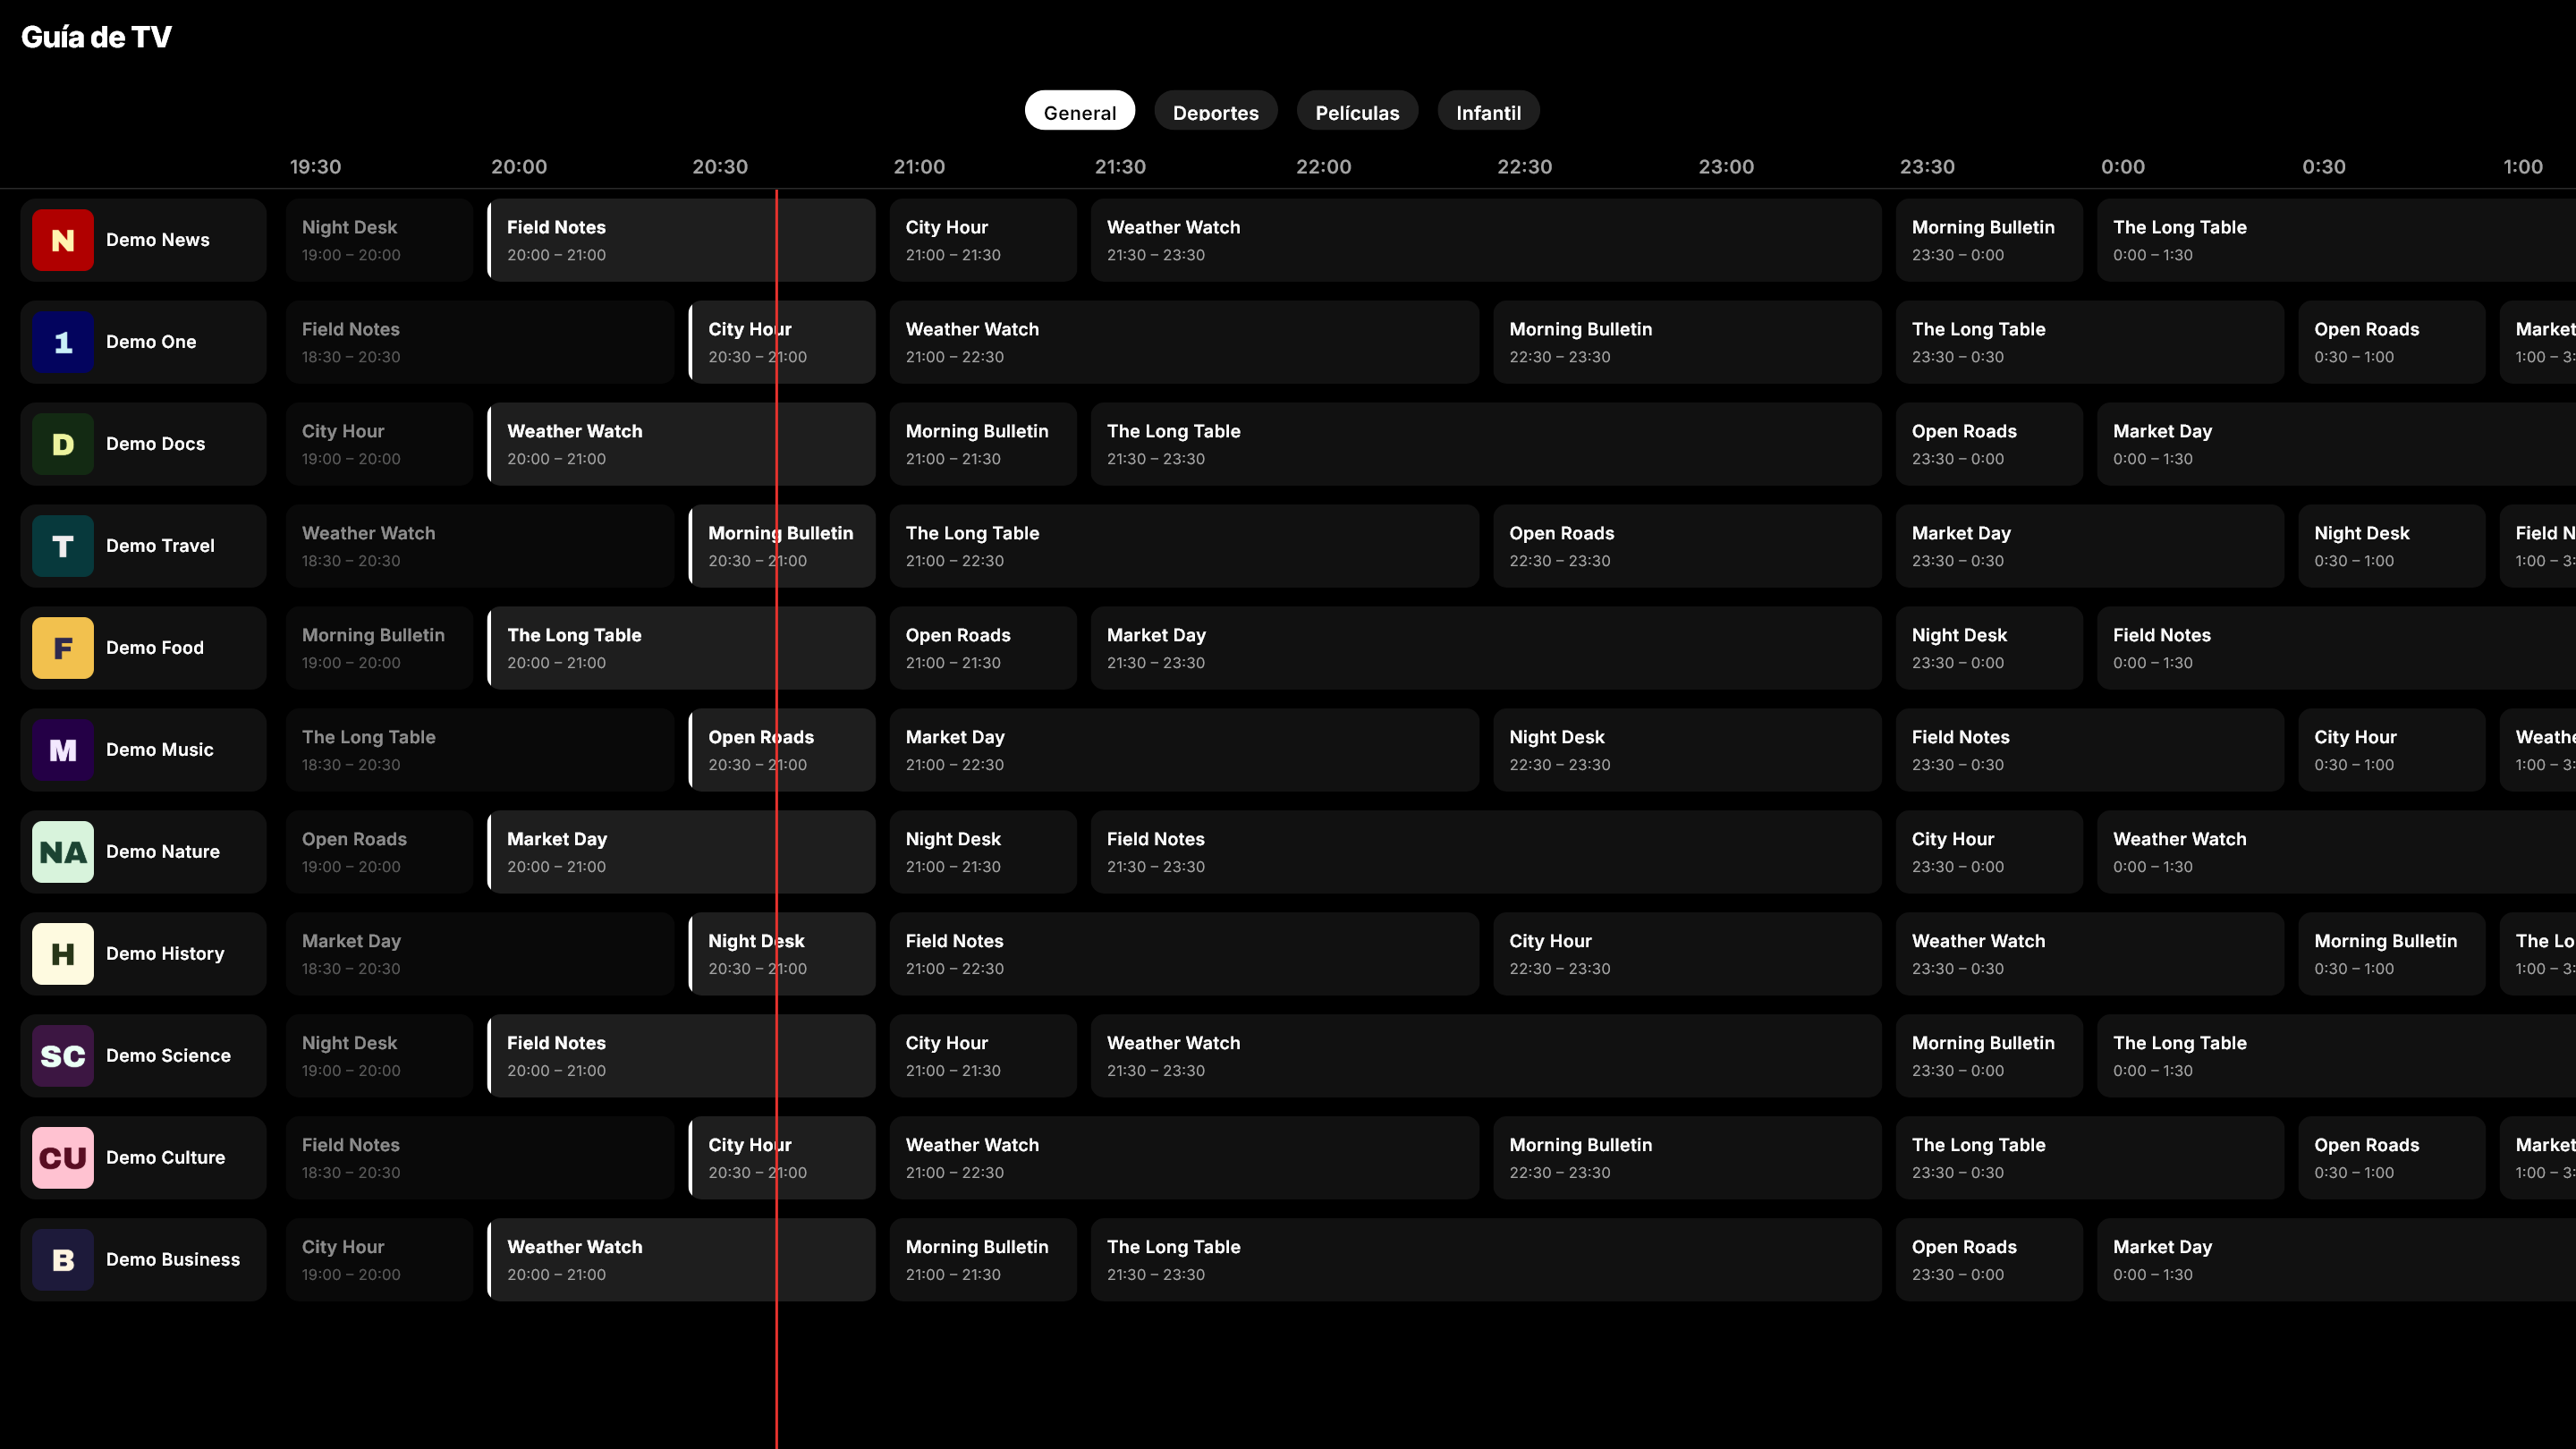 Guía de TV
General Deportes Películas Infantil
19:30 20:00 20:30 21:00 21:30 22:00 22:30 23:00 23:30 0:00 0:30 1:00
N Demo News
Night Desk Field Notes City Hour Weather Watch Morning Bulletin The Long Table
19:00 – 20:00 20:00 – 21:00 21:00 – 21:30 21:30 – 23:30 23:30 – 0:00 0:00 – 1:30
1 Demo One
Field Notes City Hour Weather Watch Morning Bulletin The Long Table Open Roads Market
18:30 – 20:30 20:30 – 21:00 21:00 – 22:30 22:30 – 23:30 23:30 – 0:30 0:30 – 1:00 1:00 – 3:
D Demo Docs
City Hour Weather Watch Morning Bulletin The Long Table Open Roads Market Day
19:00 – 20:00 20:00 – 21:00 21:00 – 21:30 21:30 – 23:30 23:30 – 0:00 0:00 – 1:30
T Demo Travel
Weather Watch Morning Bulletin The Long Table Open Roads Market Day Night Desk Field N
18:30 – 20:30 20:30 – 21:00 21:00 – 22:30 22:30 – 23:30 23:30 – 0:30 0:30 – 1:00 1:00 – 3:
F Demo Food
Morning Bulletin The Long Table Open Roads Market Day Night Desk Field Notes
19:00 – 20:00 20:00 – 21:00 21:00 – 21:30 21:30 – 23:30 23:30 – 0:00 0:00 – 1:30
M Demo Music
The Long Table Open Roads Market Day Night Desk Field Notes City Hour Weathe
18:30 – 20:30 20:30 – 21:00 21:00 – 22:30 22:30 – 23:30 23:30 – 0:30 0:30 – 1:00 1:00 – 3:
NA Demo Nature
Open Roads Market Day Night Desk Field Notes City Hour Weather Watch
19:00 – 20:00 20:00 – 21:00 21:00 – 21:30 21:30 – 23:30 23:30 – 0:00 0:00 – 1:30
H Demo History
Market Day Night Desk Field Notes City Hour Weather Watch Morning Bulletin The Lo
18:30 – 20:30 20:30 – 21:00 21:00 – 22:30 22:30 – 23:30 23:30 – 0:30 0:30 – 1:00 1:00 – 3:
SC Demo Science
Night Desk Field Notes City Hour Weather Watch Morning Bulletin The Long Table
19:00 – 20:00 20:00 – 21:00 21:00 – 21:30 21:30 – 23:30 23:30 – 0:00 0:00 – 1:30
CU Demo Culture
Field Notes City Hour Weather Watch Morning Bulletin The Long Table Open Roads Market
18:30 – 20:30 20:30 – 21:00 21:00 – 22:30 22:30 – 23:30 23:30 – 0:30 0:30 – 1:00 1:00 – 3:
B Demo Business
City Hour Weather Watch Morning Bulletin The Long Table Open Roads Market Day
19:00 – 20:00 20:00 – 21:00 21:00 – 21:30 21:30 – 23:30 23:30 – 0:00 0:00 – 1:30